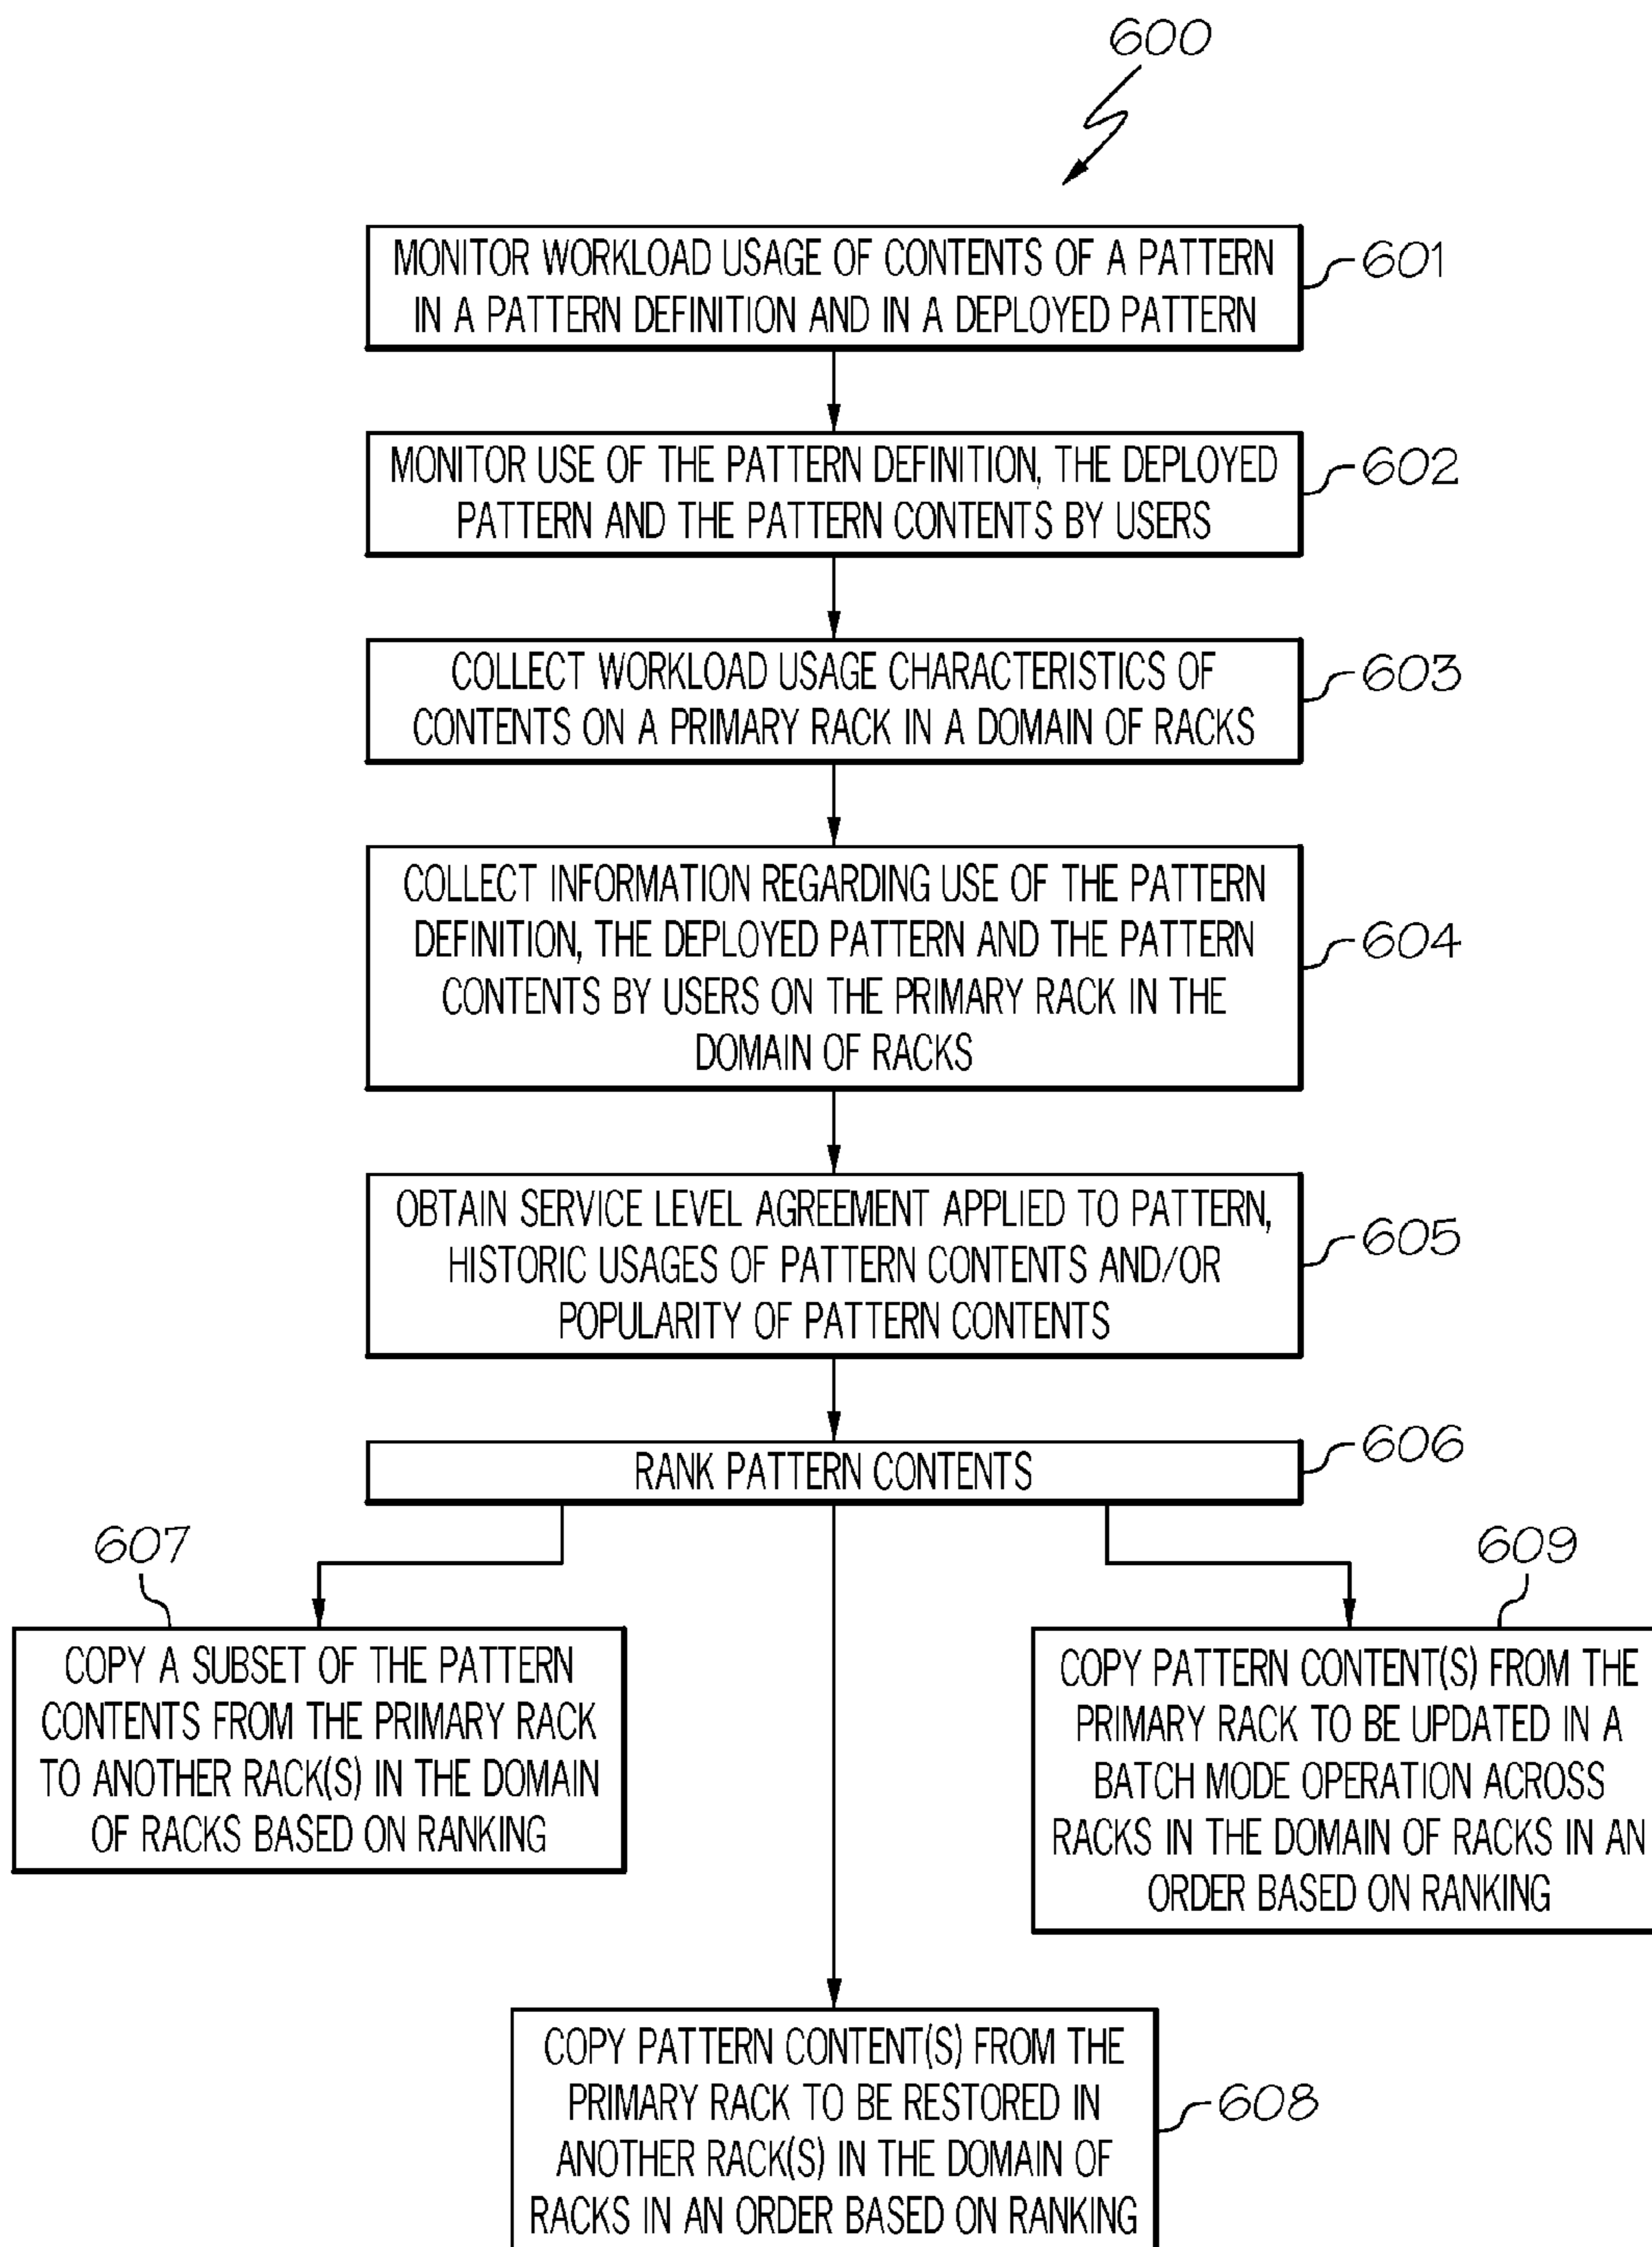 600
MONITOR WORKLOAD USAGE OF CONTENTS OF A PATTERN
IN A PATTERN DEFINITION AND IN A DEPLOYED PATTERN
601
MONITOR USE OF THE PATTERN DEFINITION, THE DEPLOYED
PATTERN AND THE PATTERN CONTENTS BY USERS
602
COLLECT WORKLOAD USAGE CHARACTERISTICS OF
CONTENTS ON A PRIMARY RACK IN A DOMAIN OF RACKS
603
COLLECT INFORMATION REGARDING USE OF THE PATTERN
DEFINITION, THE DEPLOYED PATTERN AND THE PATTERN
CONTENTS BY USERS ON THE PRIMARY RACK IN THE
DOMAIN OF RACKS
604
OBTAIN SERVICE LEVEL AGREEMENT APPLIED TO PATTERN,
HISTORIC USAGES OF PATTERN CONTENTS AND/OR
POPULARITY OF PATTERN CONTENTS
605
RANK PATTERN CONTENTS
606
607
COPY A SUBSET OF THE PATTERN
CONTENTS FROM THE PRIMARY RACK
TO ANOTHER RACK(S) IN THE DOMAIN
OF RACKS BASED ON RANKING
609
COPY PATTERN CONTENT(S) FROM THE
PRIMARY RACK TO BE UPDATED IN A
BATCH MODE OPERATION ACROSS
RACKS IN THE DOMAIN OF RACKS IN AN
ORDER BASED ON RANKING
COPY PATTERN CONTENT(S) FROM THE
PRIMARY RACK TO BE RESTORED IN
ANOTHER RACK(S) IN THE DOMAIN OF
RACKS IN AN ORDER BASED ON RANKING
608